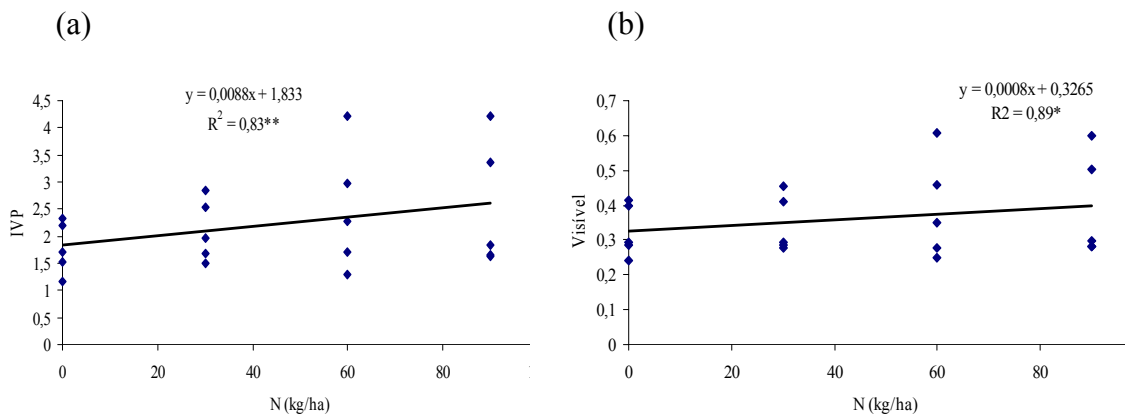 (a)
y = 0,0088x + 1,833
R² = 0,83**
4,5
4
3,5
3
2,5
2
1,5
1
0,5
0
IVP
0 20 40 60 80
N (kg/ha)
(b)
y = 0,0008x + 0,3265
R2 = 0,89*
0,7
0,6
0,5
0,4
0,3
0,2
0,1
0
Visível
0 20 40 60 80
N (kg/ha)